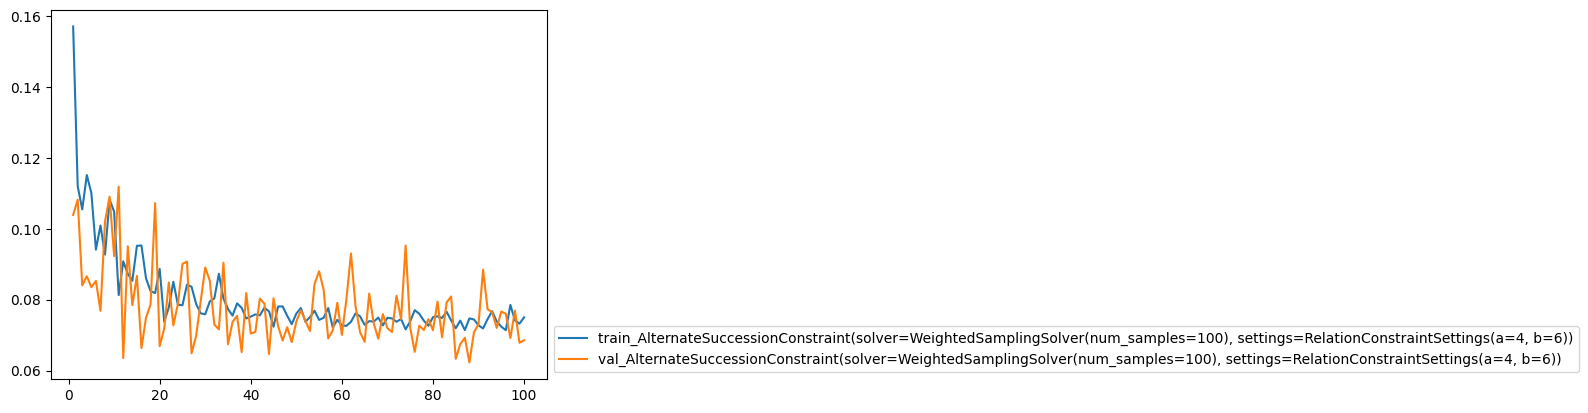 0.16
0.14
0.12
0.10
0.08
0.06
0 20 40 60 80 100
train_AlternateSuccessionConstraint(solver=WeightedSamplingSolver(num_samples=100), settings=RelationConstraintSettings(a=4, b=6))
val_AlternateSuccessionConstraint(solver=WeightedSamplingSolver(num_samples=100), settings=RelationConstraintSettings(a=4, b=6))